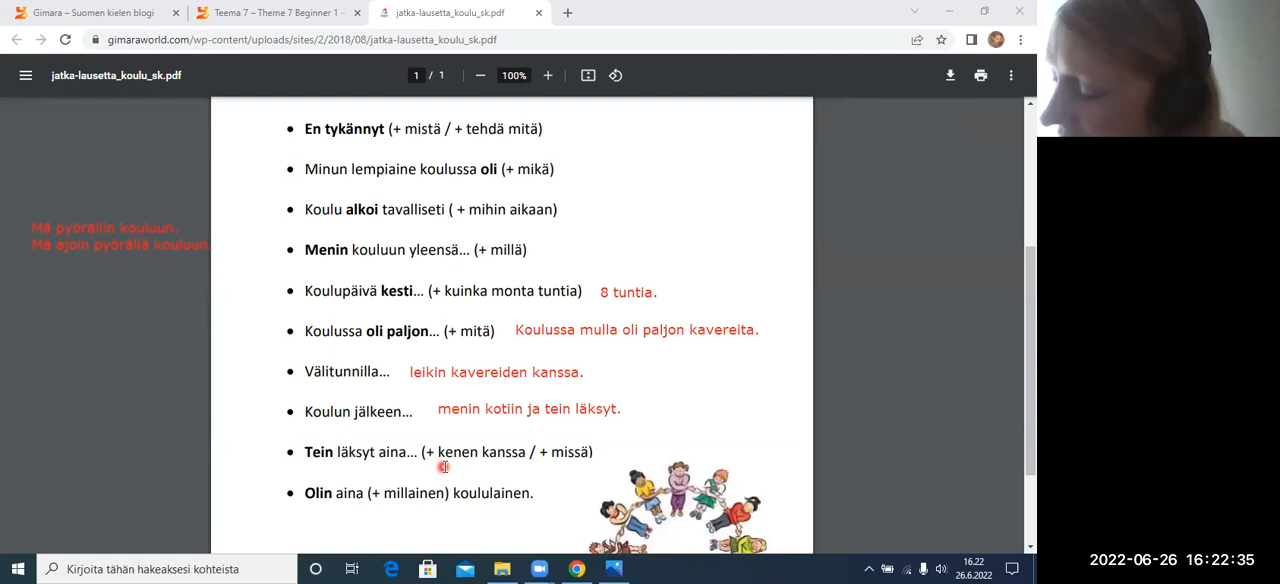 Gimara – Suomen kielen blogi
Teema 7 – Theme 7 Beginner 1 –
jatka-lausetta_koulu_sk.pdf
gimaraworld.com/wp-content/uploads/sites/2/2018/08/jatka-lausetta_koulu_sk.pdf
jatka-lausetta_koulu_sk.pdf
1 / 1
100%
En tykännyt (+ mistä / + tehdä mitä)
Minun lempiaine koulussa oli (+ mikä)
Koulu alkoi tavalliseti ( + mihin aikaan)
Mä pyöräilin kouluun.
Mä ajoin pyörällä kouluun.
Menin kouluun yleensä... (+ millä)
Koulupäivä kesti... (+ kuinka monta tuntia) 8 tuntia.
Koulussa oli paljon... (+ mitä) Koulussa mulla oli paljon kavereita.
Välitunnilla... leikin kavereiden kanssa.
Koulun jälkeen... menin kotiin ja tein läksyt.
Tein läksyt aina... (+ kenen kanssa / + missä)
Olin aina (+ millainen) koululainen.
Kirjoita tähän hakeaksesi kohteista
16.22
26.6.2022
2022-06-26 16:22:35